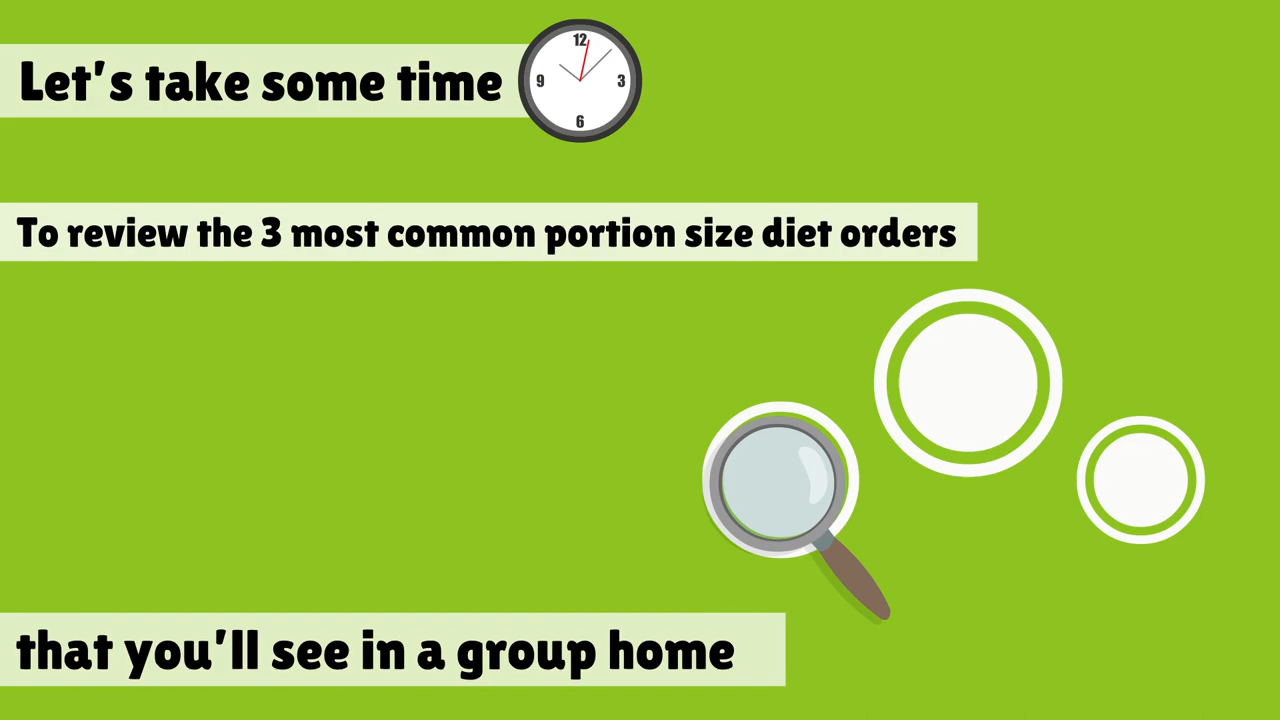 Let's take some time
12
9 3
6
To review the 3 most common portion size diet orders
that you'll see in a group home